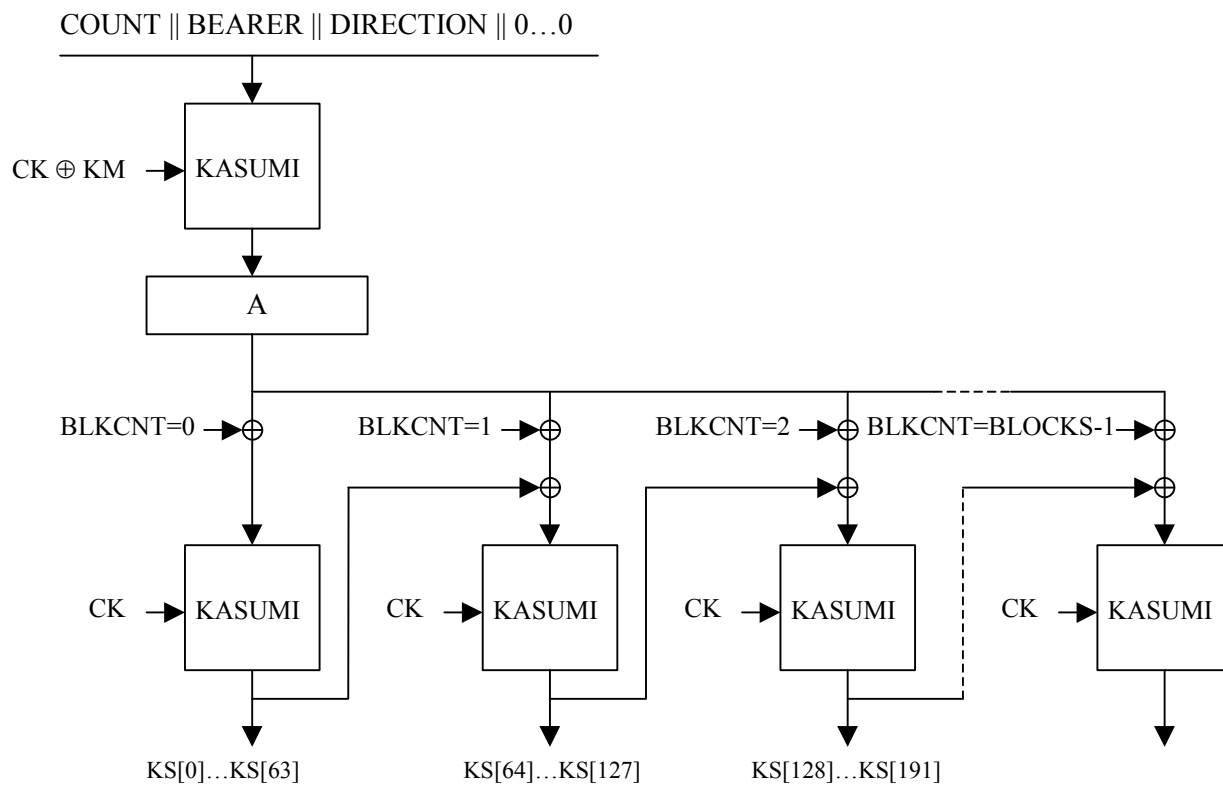 COUNT || BEARER || DIRECTION || 0…0
CK ⊕ KM
KASUMI
A
BLKCNT=0
BLKCNT=1
BLKCNT=2
BLKCNT=BLOCKS-1
CK
KASUMI
CK
KASUMI
CK
KASUMI
CK
KASUMI
KS[0]…KS[63]
KS[64]…KS[127]
KS[128]…KS[191]